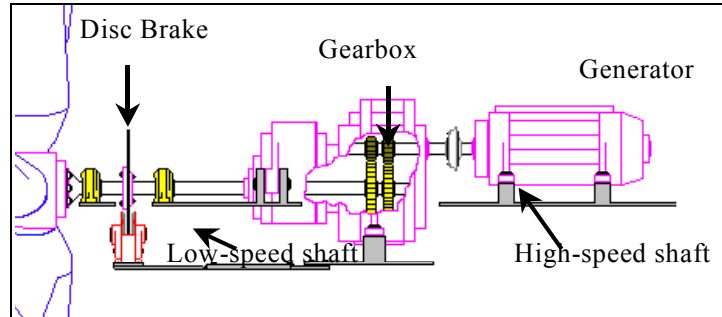 Disc Brake
Gearbox
Generator
Low-speed shaft
High-speed shaft